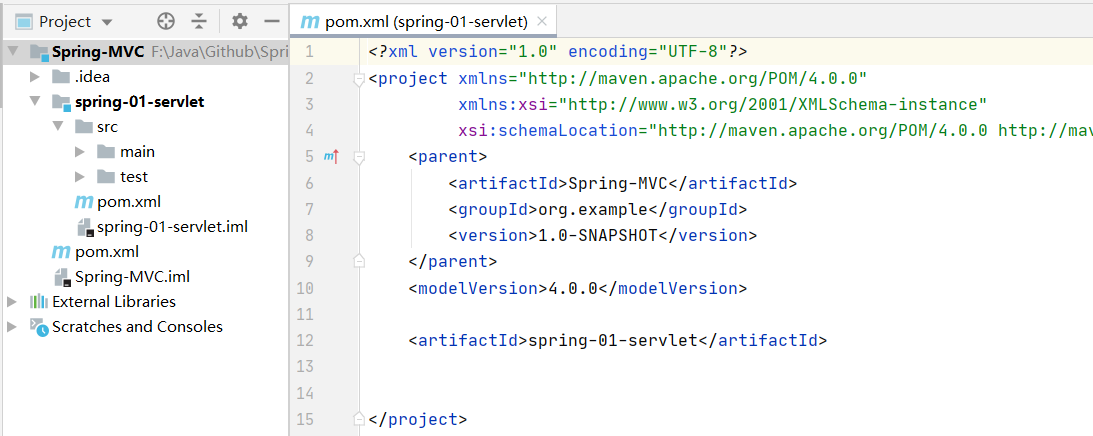 Project
Spring-MVC F:\Java\Github\Spri
.idea
spring-01-servlet
src
main
test
pom.xml
spring-01-servlet.iml
pom.xml
Spring-MVC.iml
External Libraries
Scratches and Consoles
pom.xml (spring-01-servlet)
1 <?xml version="1.0" encoding="UTF-8"?>
2 <project xmlns="http://maven.apache.org/POM/4.0.0"
3 xmlns:xsi="http://www.w3.org/2001/XMLSchema-instance"
4 xsi:schemaLocation="http://maven.apache.org/POM/4.0.0 http://mav
5 <parent>
6 <artifactId>Spring-MVC</artifactId>
7 <groupId>org.example</groupId>
8 <version>1.0-SNAPSHOT</version>
9 </parent>
10 <modelVersion>4.0.0</modelVersion>
11
12 <artifactId>spring-01-servlet</artifactId>
13
14
15 </project>